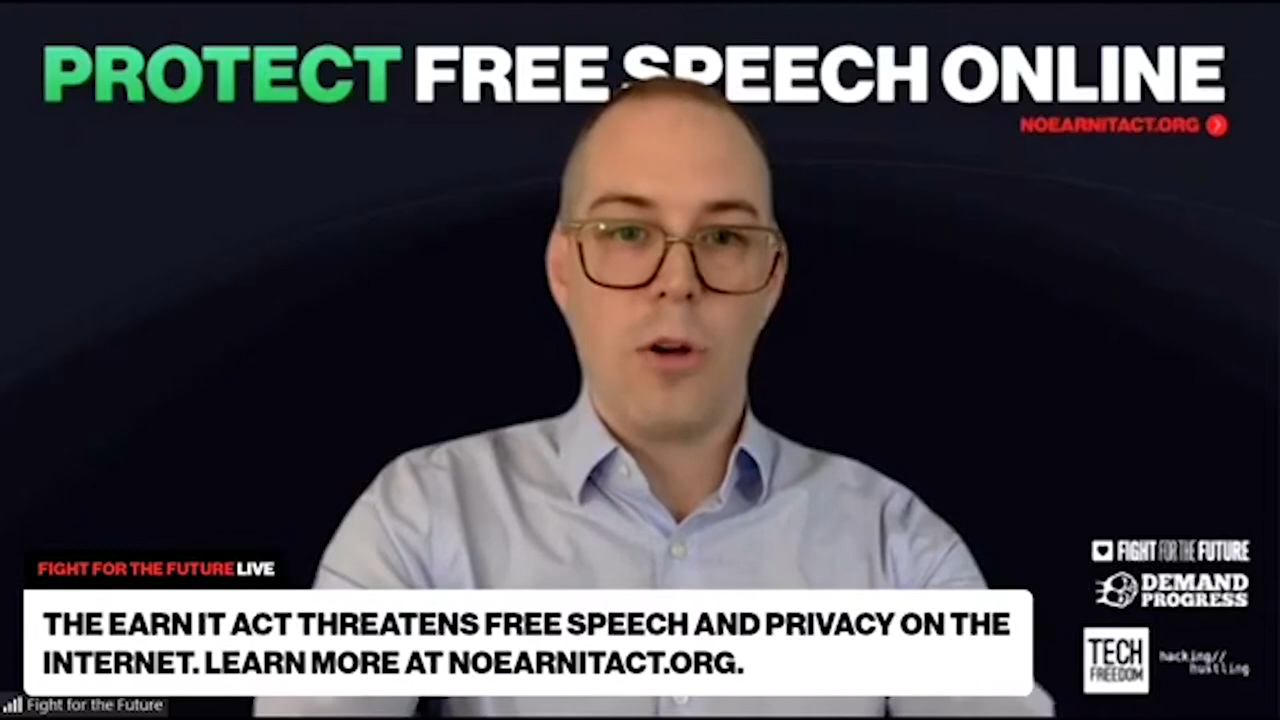 PROTECT FREE SPEECH ONLINE
NOEARNITACT.ORG
FIGHT FOR THE FUTURE LIVE
THE EARN IT ACT THREATENS FREE SPEECH AND PRIVACY ON THE
INTERNET. LEARN MORE AT NOEARNITACT.ORG.
FIGHT FOR THE FUTURE
DEMAND
PROGRESS
TECH
FREEDOM
hacking//
hustling
Fight for the Future